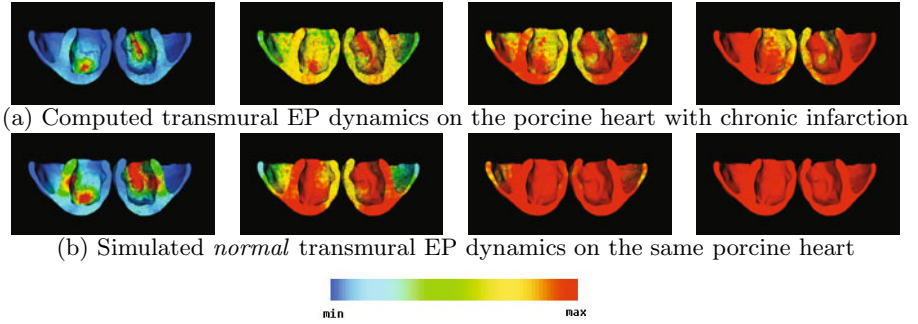 (a) Computed transmural EP dynamics on the porcine heart with chronic infarction
(b) Simulated normal transmural EP dynamics on the same porcine heart
min max